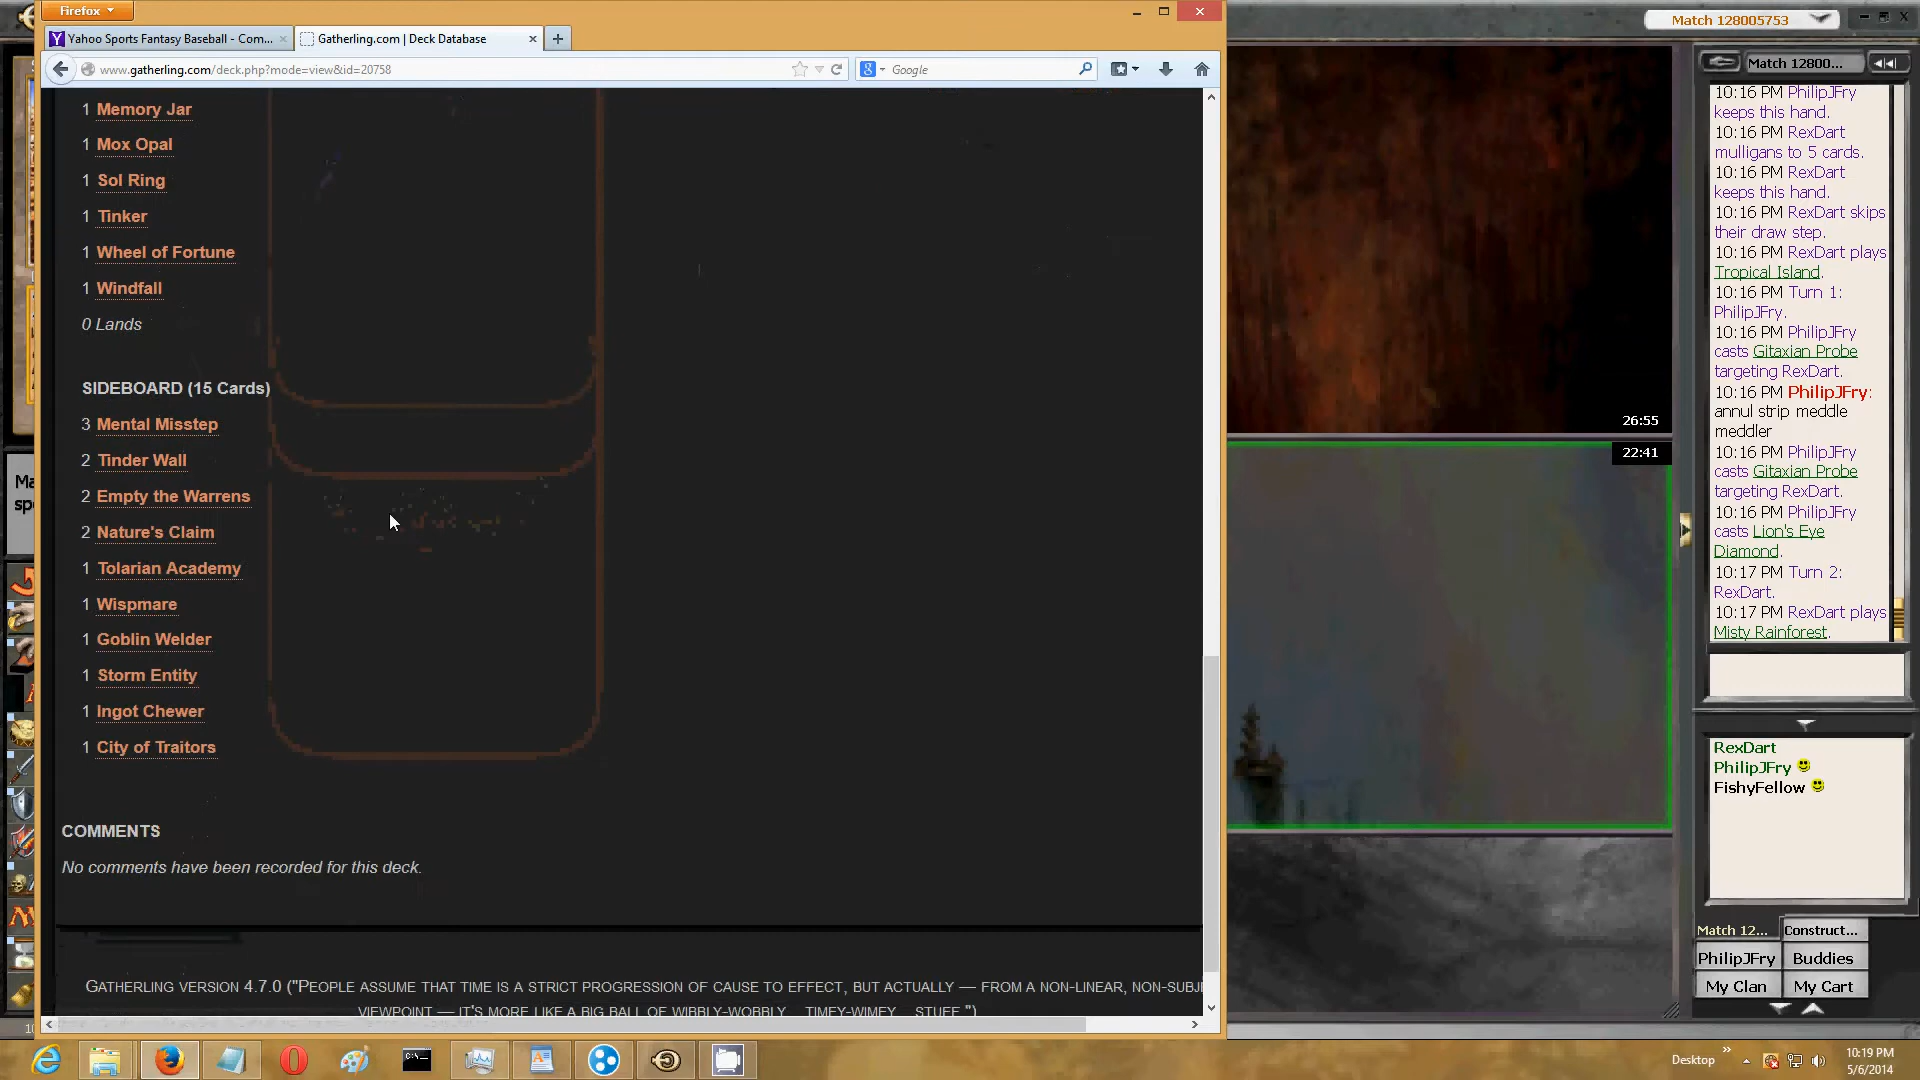 Firefox
Match 128005753
Yahoo Sports Fantasy Baseball - Com...
Gatherling.com | Deck Database
www.gatherling.com/deck.php?mode=view&id=20758
Google
1 Memory Jar
1 Mox Opal
1 Sol Ring
1 Tinker
1 Wheel of Fortune
1 Windfall
0 Lands
SIDEBOARD (15 Cards)
3 Mental Misstep
2 Tinder Wall
2 Empty the Warrens
2 Nature's Claim
1 Tolarian Academy
1 Wispmare
1 Goblin Welder
1 Storm Entity
1 Ingot Chewer
1 City of Traitors
COMMENTS
No comments have been recorded for this deck.
GATHERLING VERSION 4.7.0 ("PEOPLE ASSUME THAT TIME IS A STRICT PROGRESSION OF CAUSE TO EFFECT, BUT ACTUALLY — FROM A NON-LINEAR, NON-SUBJE
VIEWPOINT — IT'S MORE LIKE A BIG BALL OF WIBBLY-WOBBLY... TIMEY-WIMEY... STUFF.")
Ma
spe
26:55
22:41
Match 12800...
10:16 PM PhilipJFry
keeps this hand.
10:16 PM RexDart
mulligans to 5 cards.
10:16 PM RexDart
keeps this hand.
10:16 PM RexDart skips
their draw step.
10:16 PM RexDart plays
Tropical Island.
10:16 PM Turn 1:
PhilipJFry.
10:16 PM PhilipJFry
casts Gitaxian Probe
targeting RexDart.
10:16 PM PhilipJFry:
annul strip meddle
meddler
10:16 PM PhilipJFry
casts Gitaxian Probe
targeting RexDart.
10:16 PM PhilipJFry
casts Lion's Eye
Diamond.
10:17 PM Turn 2:
RexDart.
10:17 PM RexDart plays
Misty Rainforest.
RexDart
PhilipJFry
FishyFellow
Match 12...
Construct...
PhilipJFry
Buddies
My Clan
My Cart
Desktop
10:19 PM
5/6/2014